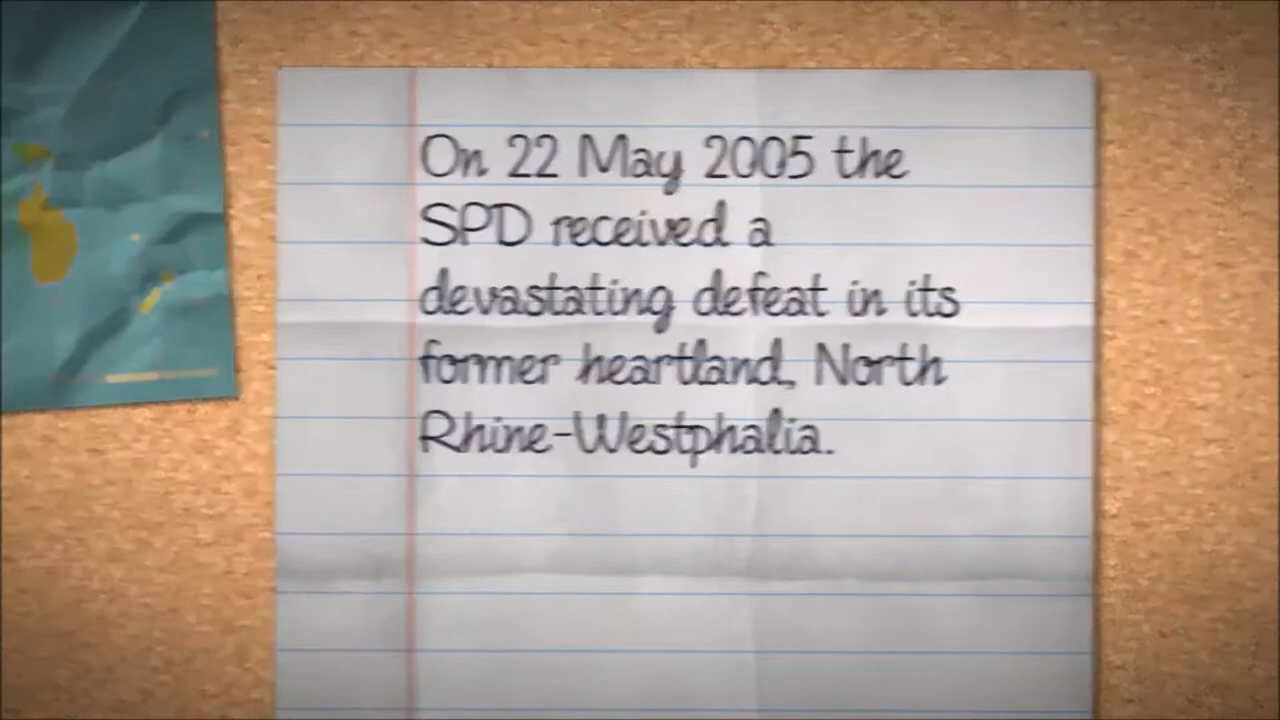 On 22 May 2005 the
SPD received a
devastating defeat in its
former heartland, North
Rhine-Westphalia.